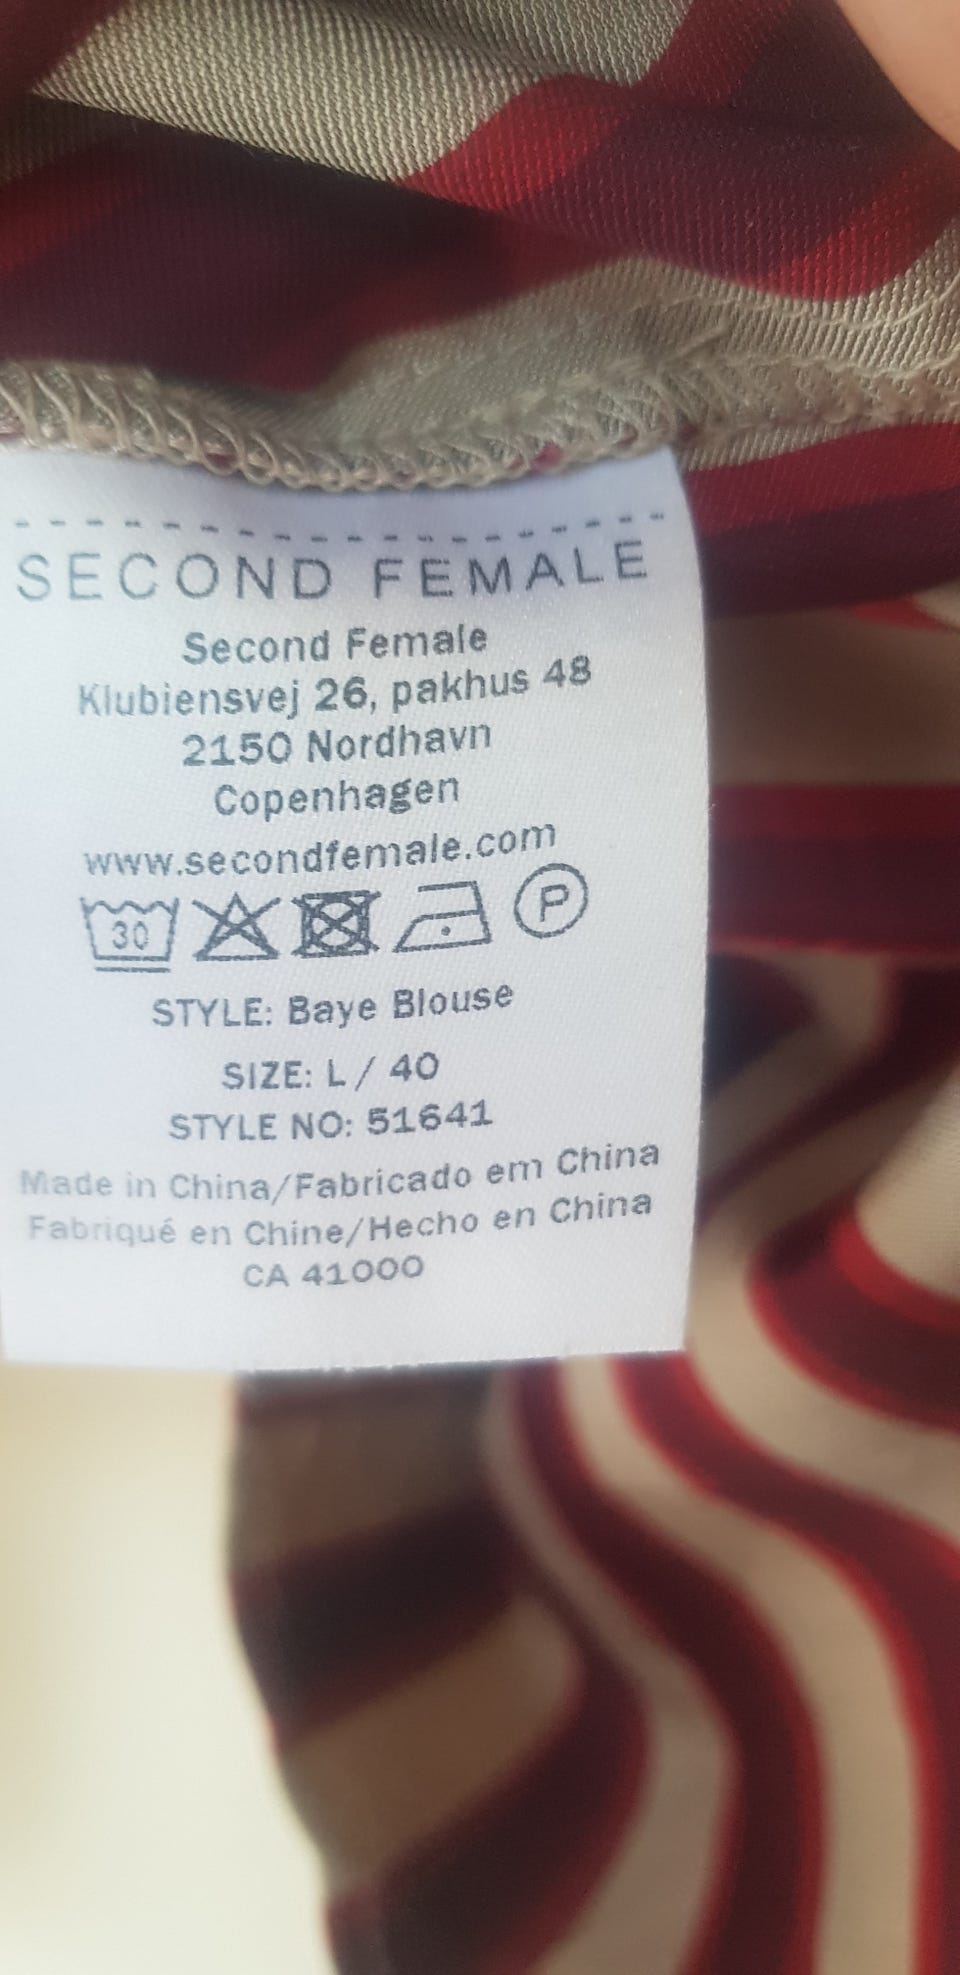 SECOND FEMALE
Second Female
Klubiensvej 26, pakhus 48
2150 Nordhavn
Copenhagen
www.secondfemale.com
30 P
STYLE: Baye Blouse
SIZE: L / 40
STYLE NO: 51641
Made in China/Fabricado em China
Fabriqué en Chine/Hecho en China
CA 41000